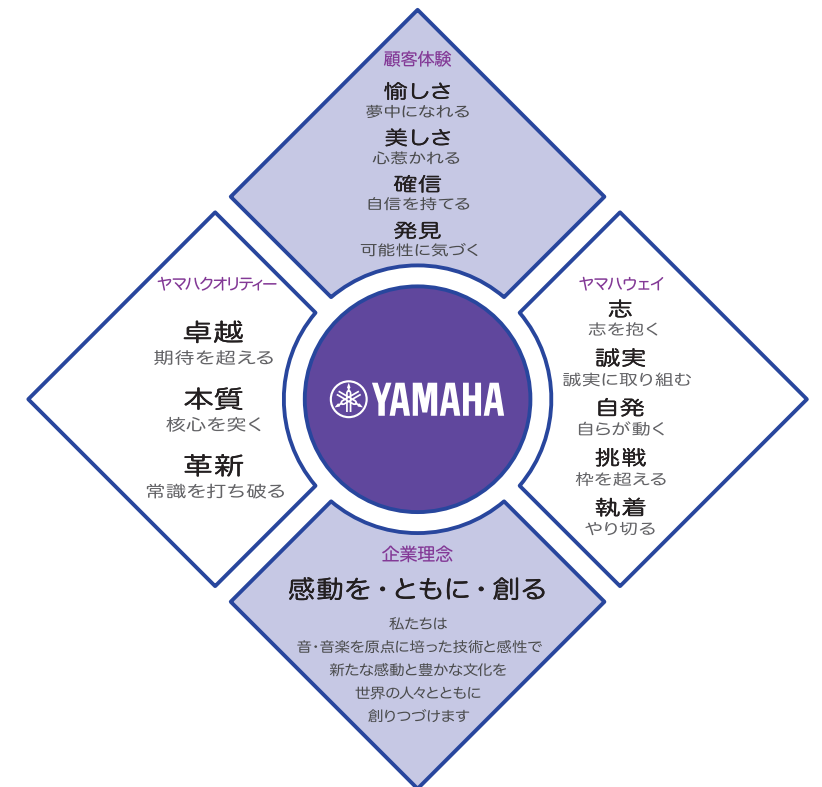 顧客体験
愉しさ
夢中になれる
美しさ
心惹かれる
確信
自信を持てる
発見
可能性に気づく
ヤマハクオリティー
卓越
期待を超える
本質
核心を突く
革新
常識を打ち破る
YAMAHA
ヤマハウェイ
志
志を抱く
誠実
誠実に取り組む
自発
自らが動く
挑戦
枠を超える
執着
やり切る
企業理念
感動を・ともに・創る
私たちは
音・音楽を原点に培った技術と感性で
新たな感動と豊かな文化を
世界の人々とともに
創りつづけます